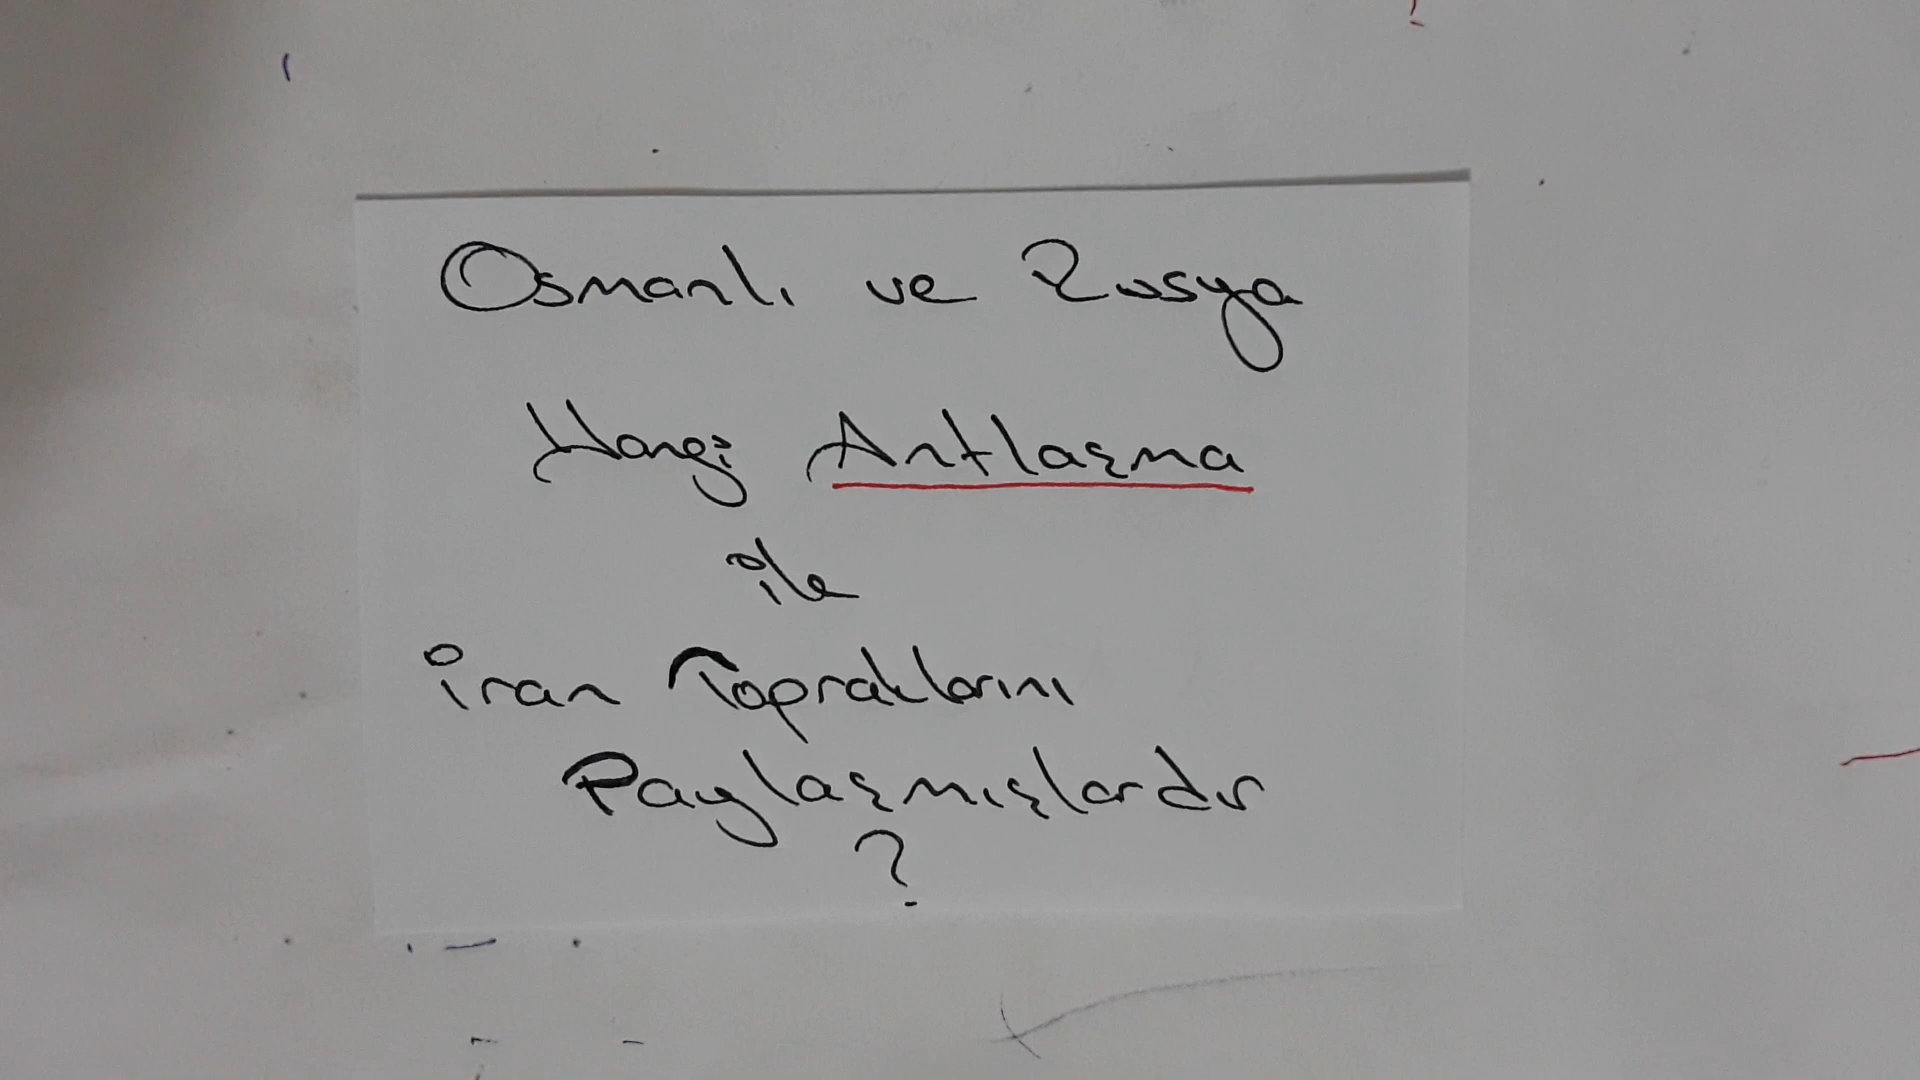 Osmanlı ve Rusya
Hangi Antlaşma
ile
İran Topraklarını
Paylaşmışlardır
?